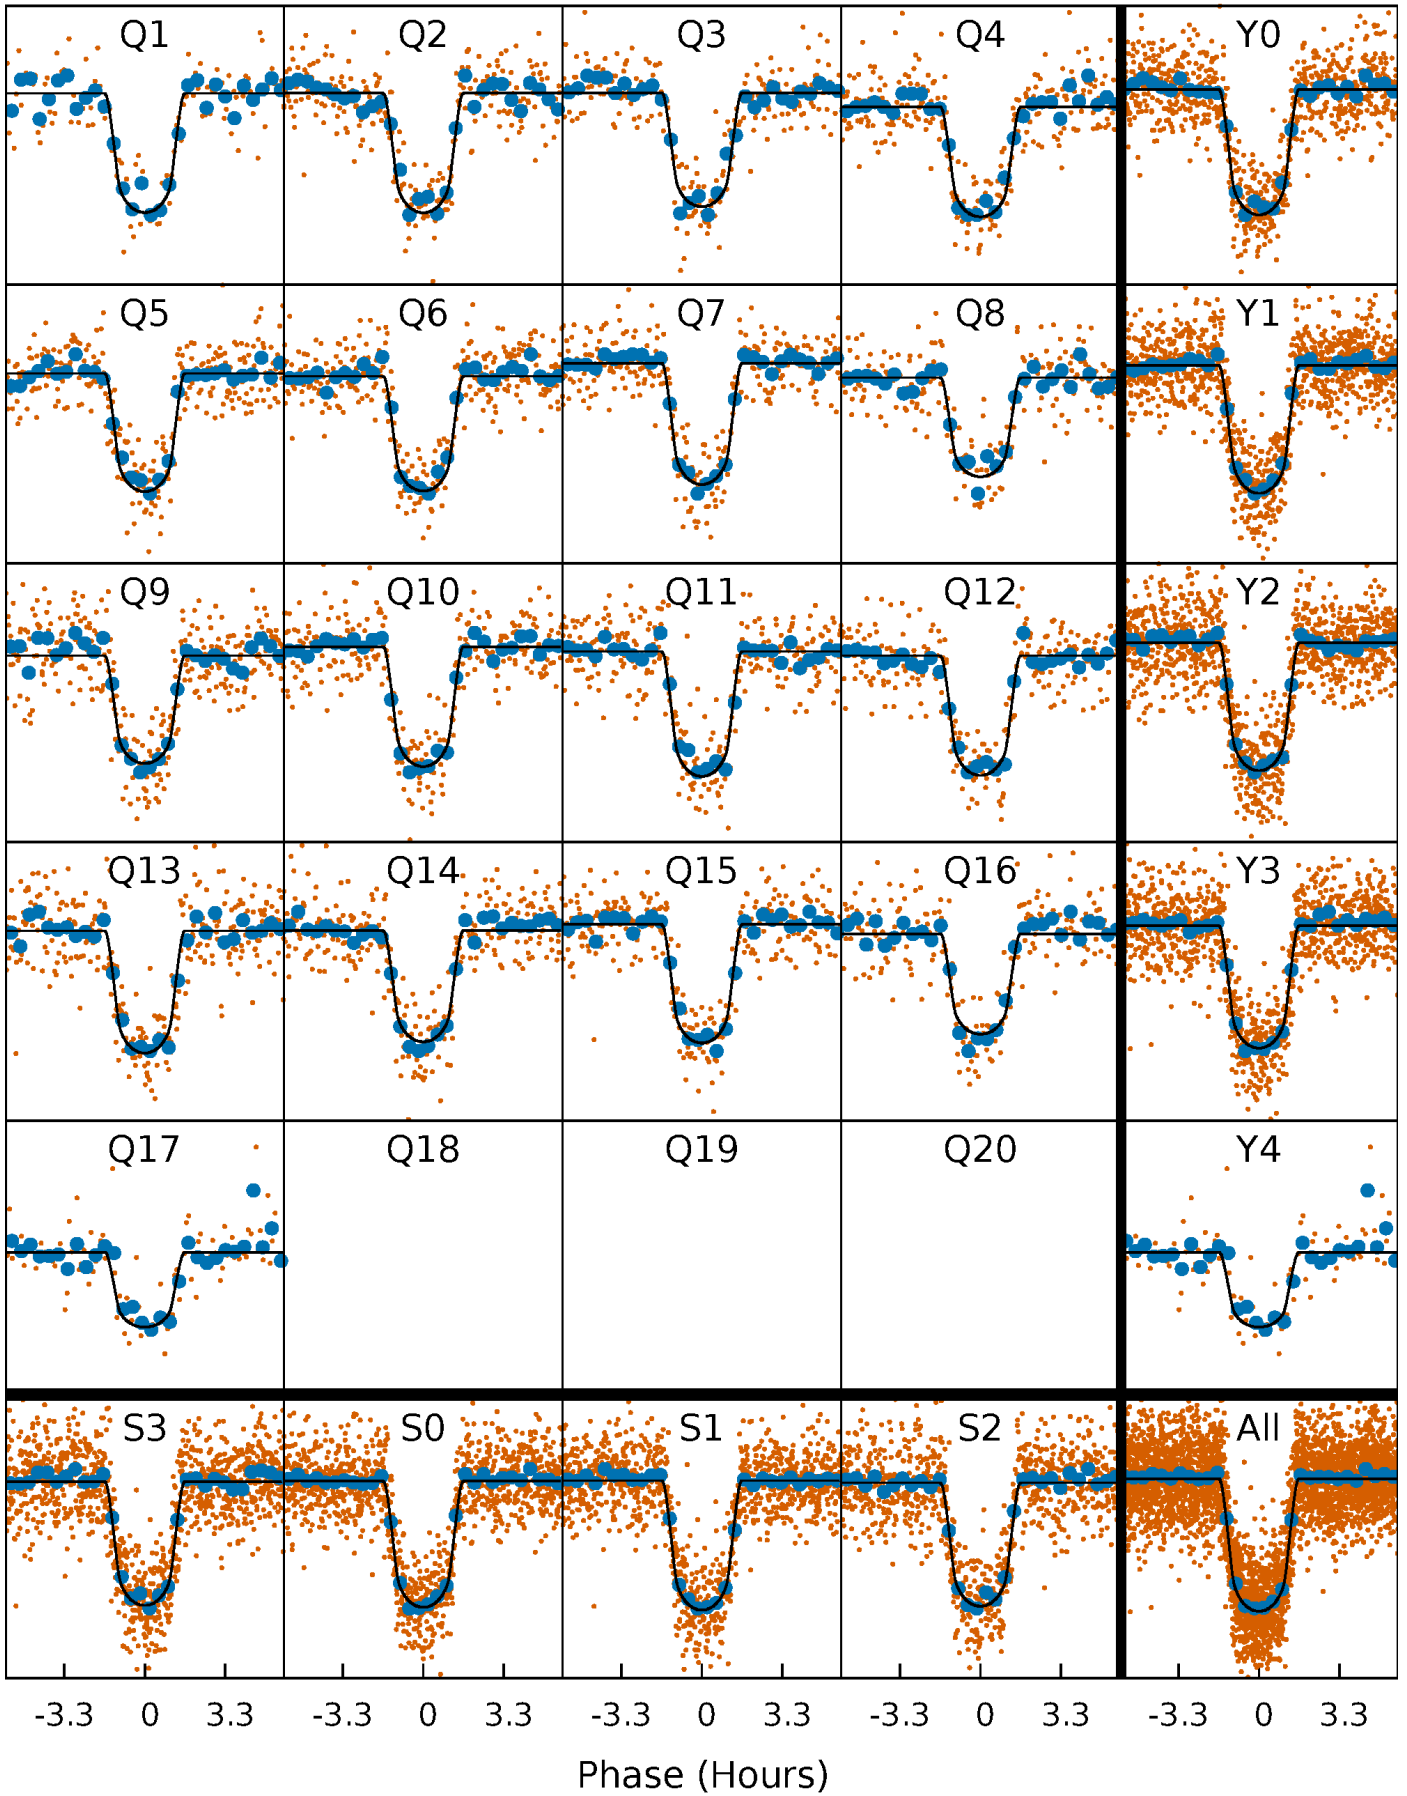 Q1 Q2 Q3 Q4 Y0
Q5 Q6 Q7 Q8 Y1
Q9 Q10 Q11 Q12 Y2
Q13 Q14 Q15 Q16 Y3
Q17 Q18 Q19 Q20 Y4
S3 S0 S1 S2 All
-3.3 0 3.3 -3.3 0 3.3 -3.3 0 3.3 -3.3 0 3.3 -3.3 0 3.3
Phase (Hours)